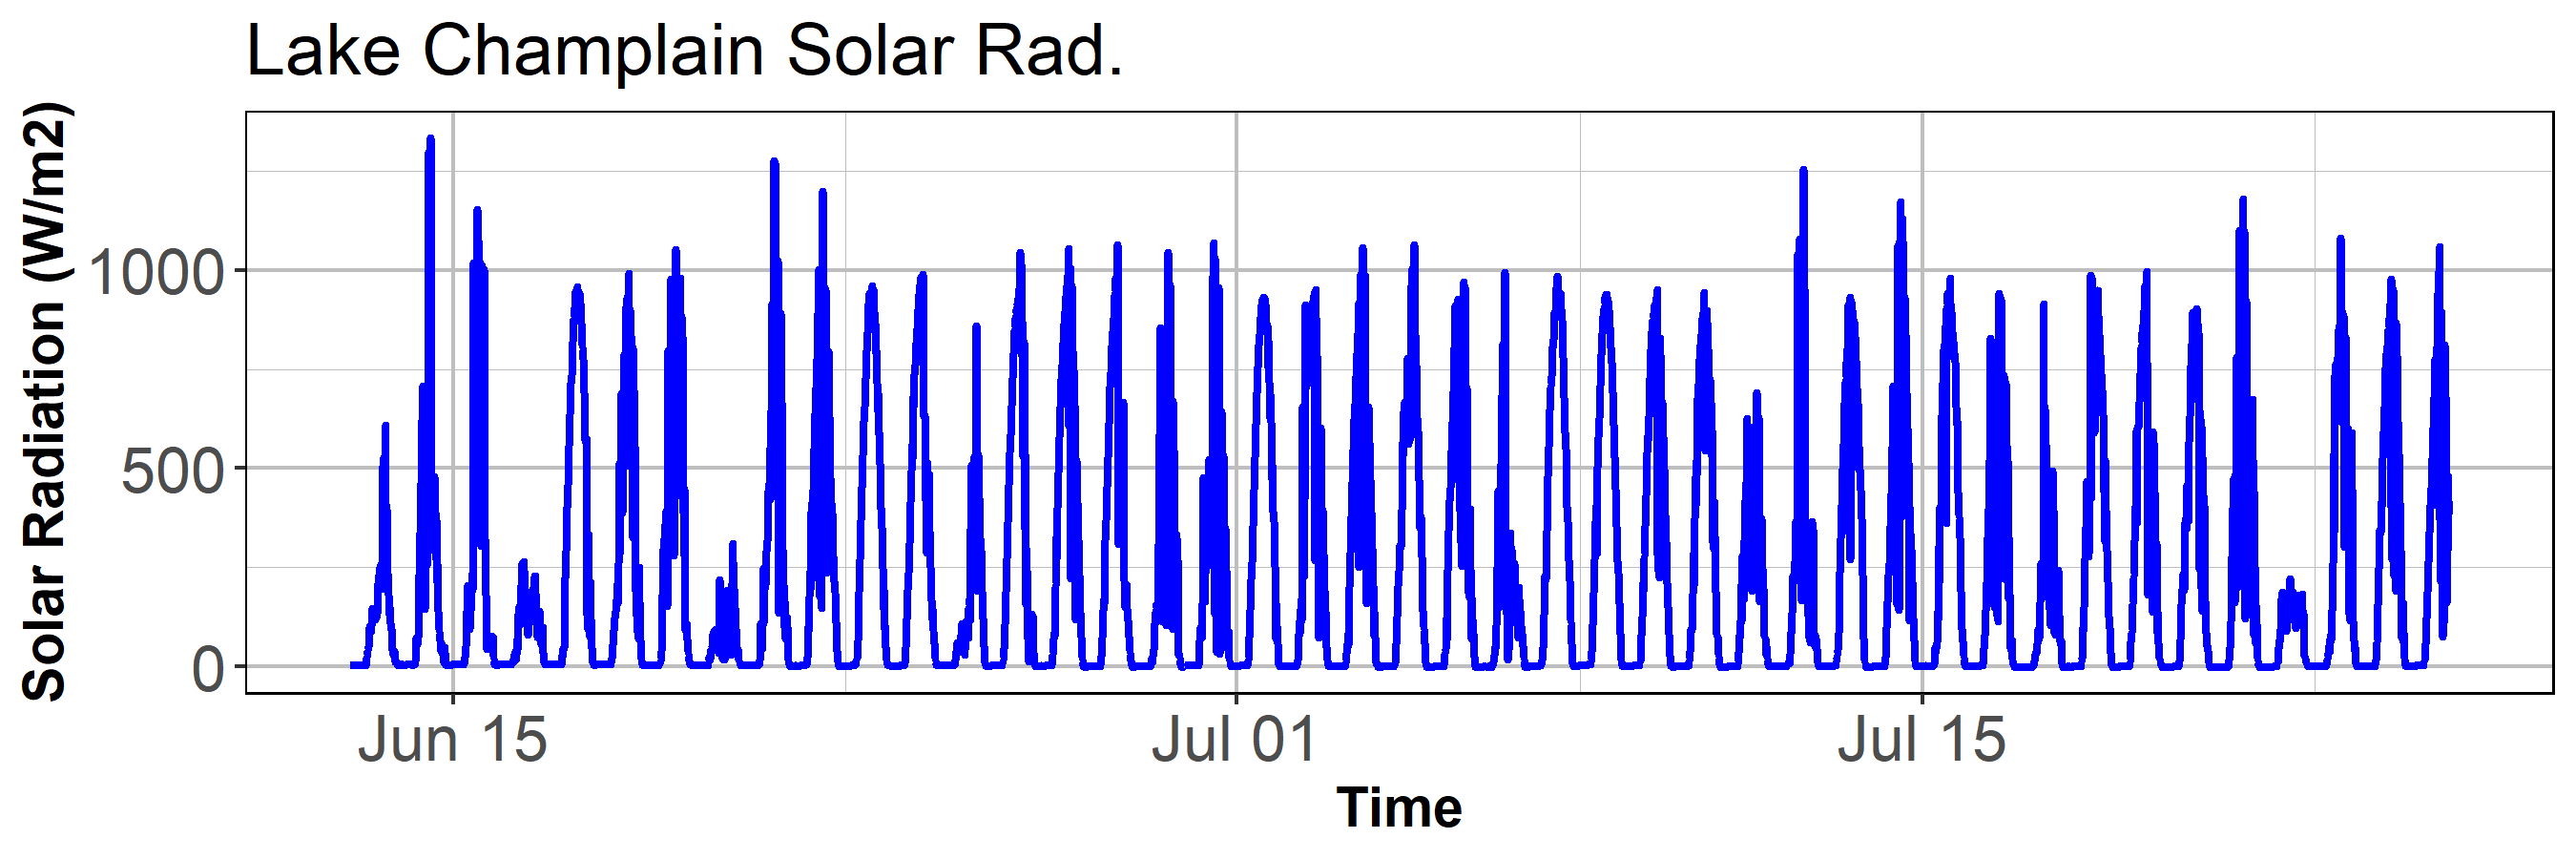 Lake Champlain Solar Rad.
Solar Radiation (W/m2)
1000
500
0
Jun 15
Jul 01
Jul 15
Time